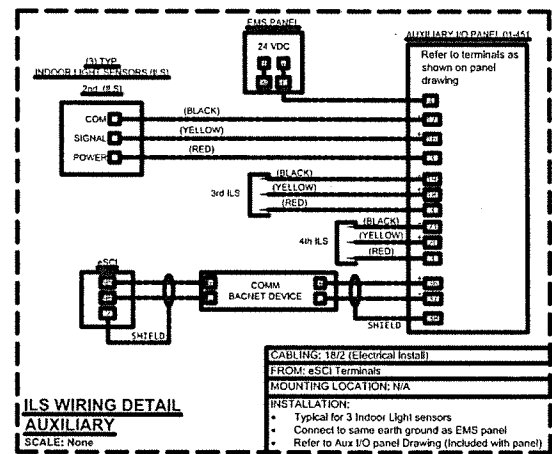 EMS PANEL
24 VDC
AUXILIARY I/O PANEL 01-451
Refer to terminals as
shown on panel
drawing
(3) TYP
INDOOR LIGHT SENSORS (ILS)
2nd (ILS)
COM
SIGNAL
POWER
(BLACK)
(YELLOW)
(RED)
3rd ILS
(BLACK)
(YELLOW)
(RED)
4th ILS
(BLACK)
(YELLOW)
(RED)
eSCI
COMM
BACNET DEVICE
SHIELD
SHIELD
CABLING: 18/2 (Electrical Install)
FROM: eSCI Terminals
MOUNTING LOCATION: N/A
INSTALLATION:
• Typical for 3 Indoor Light sensors
• Connect to same earth ground as EMS panel
• Refer to Aux I/O panel Drawing (Included with panel)
ILS WIRING DETAIL
AUXILIARY
SCALE: None